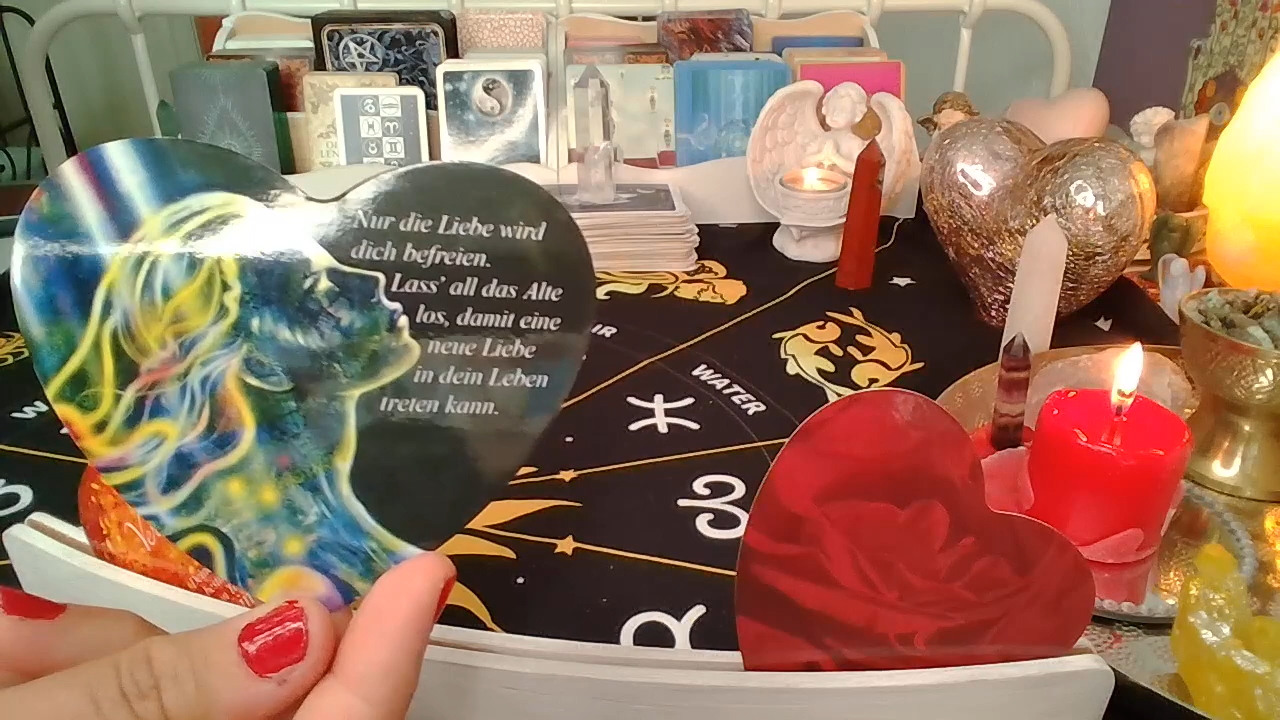 Nur die Liebe wird
dich befreien.
Lass' all das Alte
los, damit eine
neue Liebe
in dein Leben
treten kann.
WATER